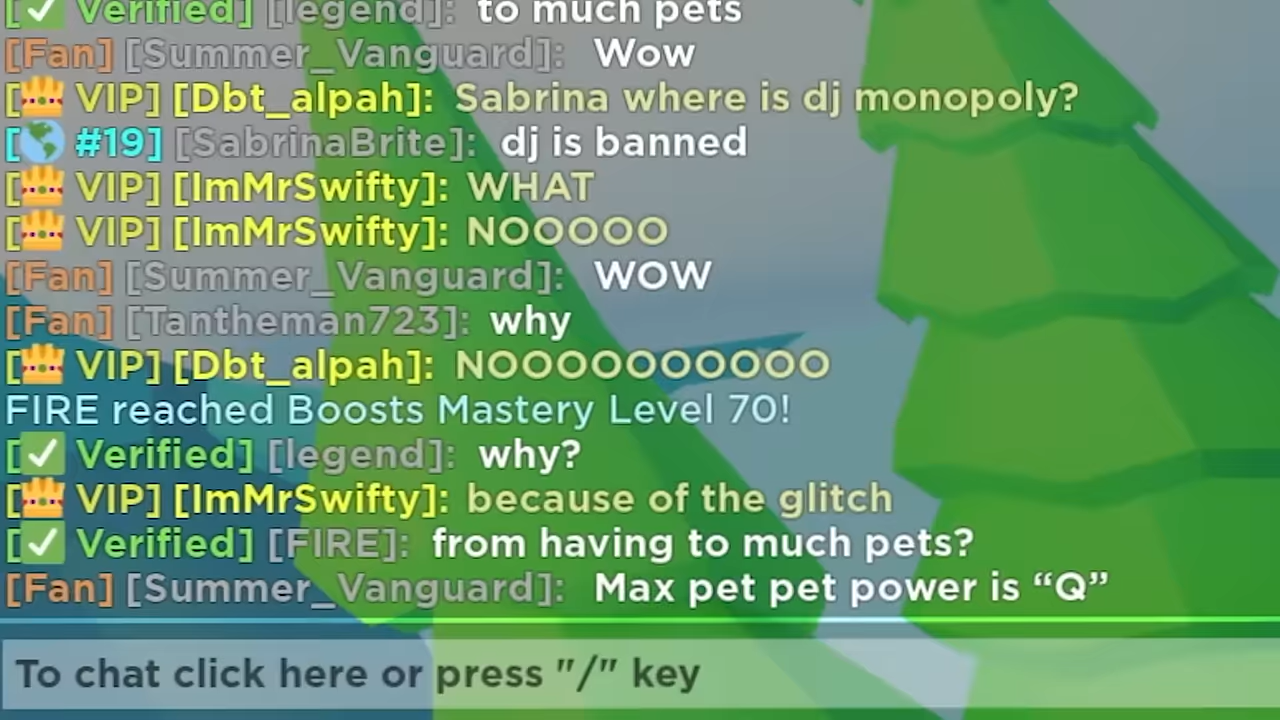 [✅ Verified] [legend]: to much pets
[Fan] [Summer_Vanguard]: Wow
[👑 VIP] [Dbt_alpah]: Sabrina where is dj monopoly?
[🌎 #19] [SabrinaBrite]: dj is banned
[👑 VIP] [ImMrSwifty]: WHAT
[👑 VIP] [ImMrSwifty]: NOOOOO
[Fan] [Summer_Vanguard]: WOW
[Fan] [Tantheman723]: why
[👑 VIP] [Dbt_alpah]: NOOOOOOOOOO
FIRE reached Boosts Mastery Level 70!
[✅ Verified] [legend]: why?
[👑 VIP] [ImMrSwifty]: because of the glitch
[✅ Verified] [FIRE]: from having to much pets?
[Fan] [Summer_Vanguard]: Max pet pet power is “Q”
To chat click here or press "/" key